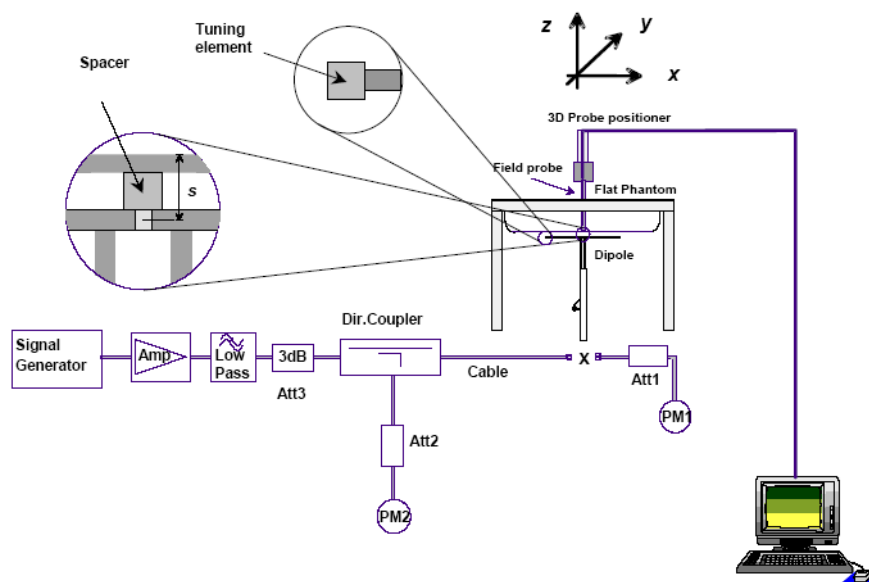 Tuning
element
z
y
x
Spacer
3D Probe positioner
s
Field probe
Flat Phantom
Dipole
Dir.Coupler
Signal
Generator
Amp
Low
Pass
3dB
Att3
Cable
X
Att1
PM1
Att2
PM2